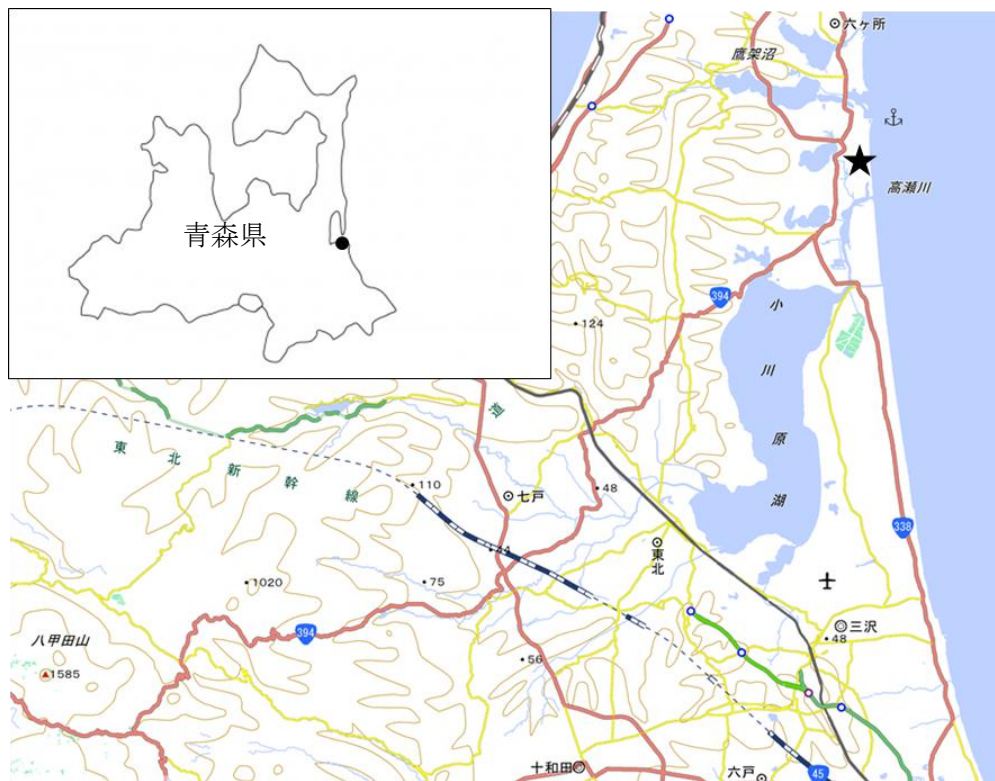 青森県
六ヶ所
鷹架沼
高瀬川
394
小川原湖
124
道
東北新幹線
110
七戸
48
44
338
東北
1020
75
394
三沢
48
八甲田山
1585
56
十和田
六戸
45